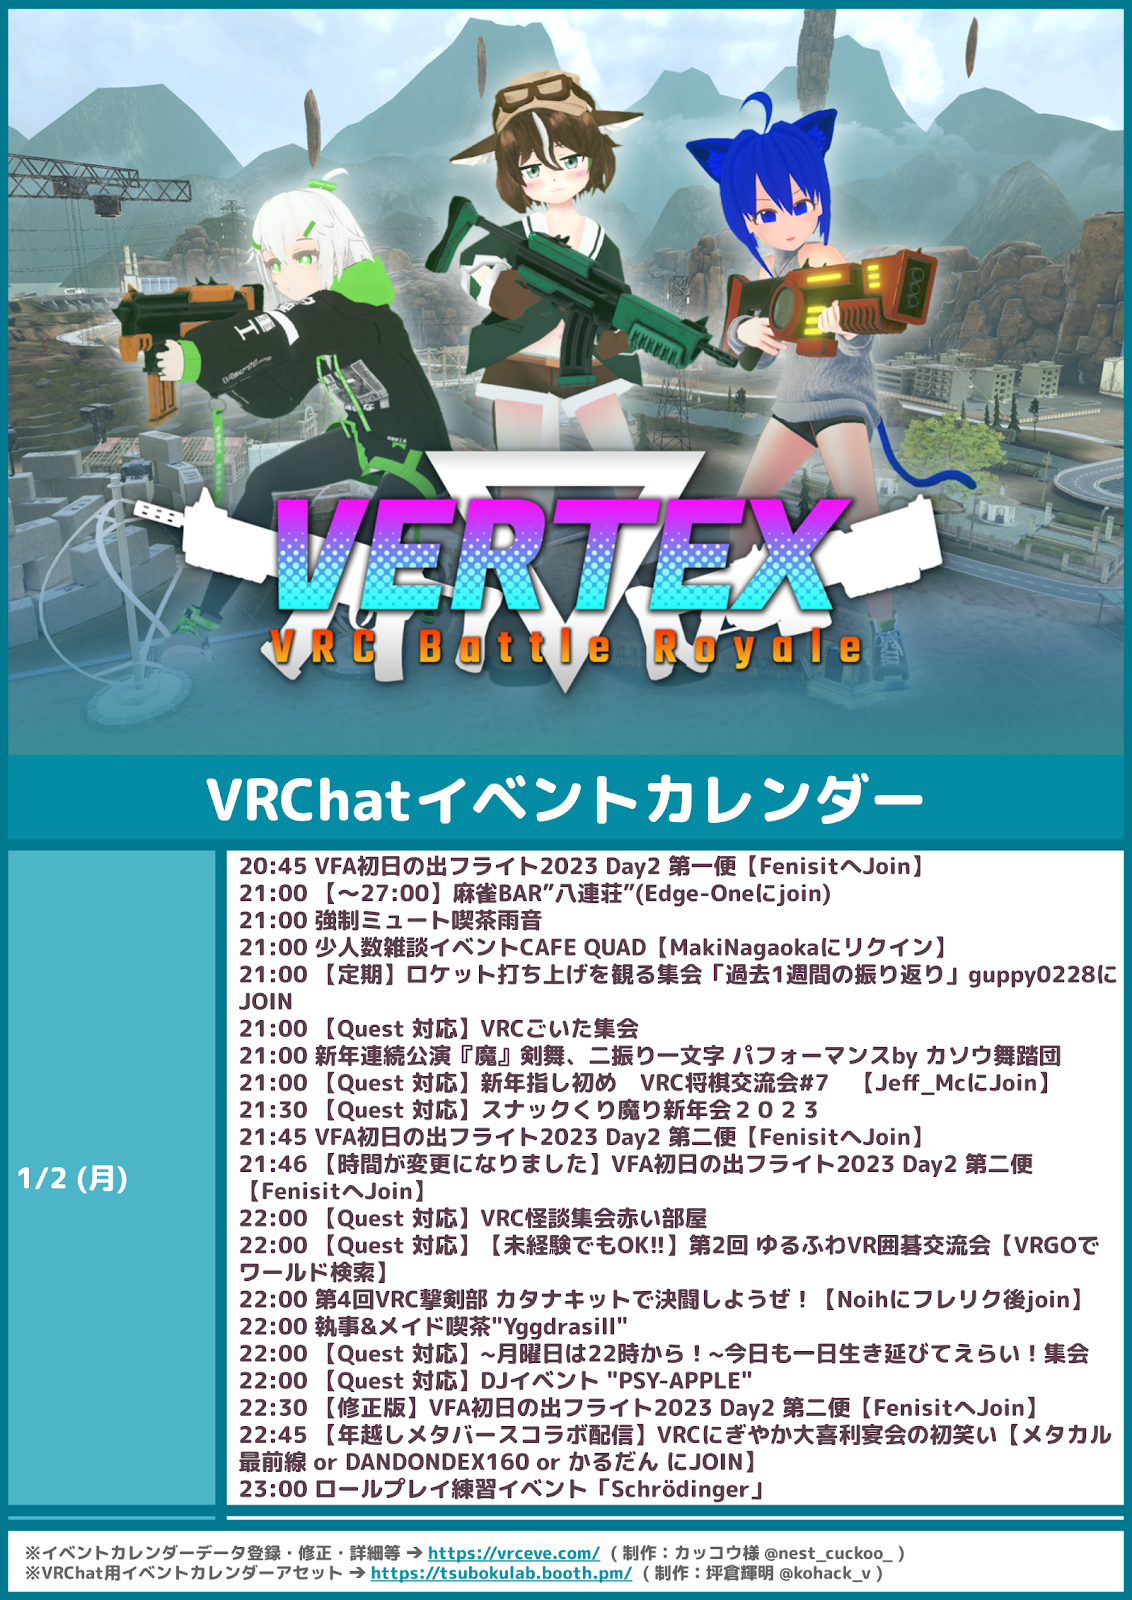 VERTEX
VRC Battle Royale
VRChatイベントカレンダー
1/2 (月)
20:45 VFA初日の出フライト2023 Day2 第一便【FenisitへJoin】
21:00 【〜27:00】麻雀BAR”八連荘”(Edge-Oneにjoin)
21:00 強制ミュート喫茶雨音
21:00 少人数雑談イベントCAFE QUAD【MakiNagaokaにリクイン】
21:00 【定期】ロケット打ち上げを観る集会「過去1週間の振り返り」guppy0228に
JOIN
21:00 【Quest 対応】VRCごいた集会
21:00 新年連続公演『魔』剣舞、二振り一文字 パフォーマンスby カソウ舞踏団
21:00 【Quest 対応】新年指し初め　VRC将棋交流会#7　【Jeff_McにJoin】
21:30 【Quest 対応】スナックくり魔り新年会２０２３
21:45 VFA初日の出フライト2023 Day2 第二便【FenisitへJoin】
21:46 【時間が変更になりました】VFA初日の出フライト2023 Day2 第二便
【FenisitへJoin】
22:00 【Quest 対応】VRC怪談集会赤い部屋
22:00 【Quest 対応】【未経験でもOK!!】第2回 ゆるふわVR囲碁交流会【VRGOで
ワールド検索】
22:00 第4回VRC撃剣部 カタナキットで決闘しようぜ！【Noihにフレリク後join】
22:00 執事&メイド喫茶"Yggdrasill"
22:00 【Quest 対応】~月曜日は22時から！~今日も一日生き延びてえらい！集会
22:00 【Quest 対応】DJイベント "PSY-APPLE"
22:30 【修正版】VFA初日の出フライト2023 Day2 第二便【FenisitへJoin】
22:45 【年越しメタバースコラボ配信】VRCにぎやか大喜利宴会の初笑い【メタカル
最前線 or DANDONDEX160 or かるだん にJOIN】
23:00 ロールプレイ練習イベント「Schrödinger」
※イベントカレンダーデータ登録・修正・詳細等 ➔ https://vrceve.com/ ( 制作：カッコウ様 @nest_cuckoo_ )
※VRChat用イベントカレンダーアセット ➔ https://tsubokulab.booth.pm/ ( 制作：坪倉輝明 @kohack_v )